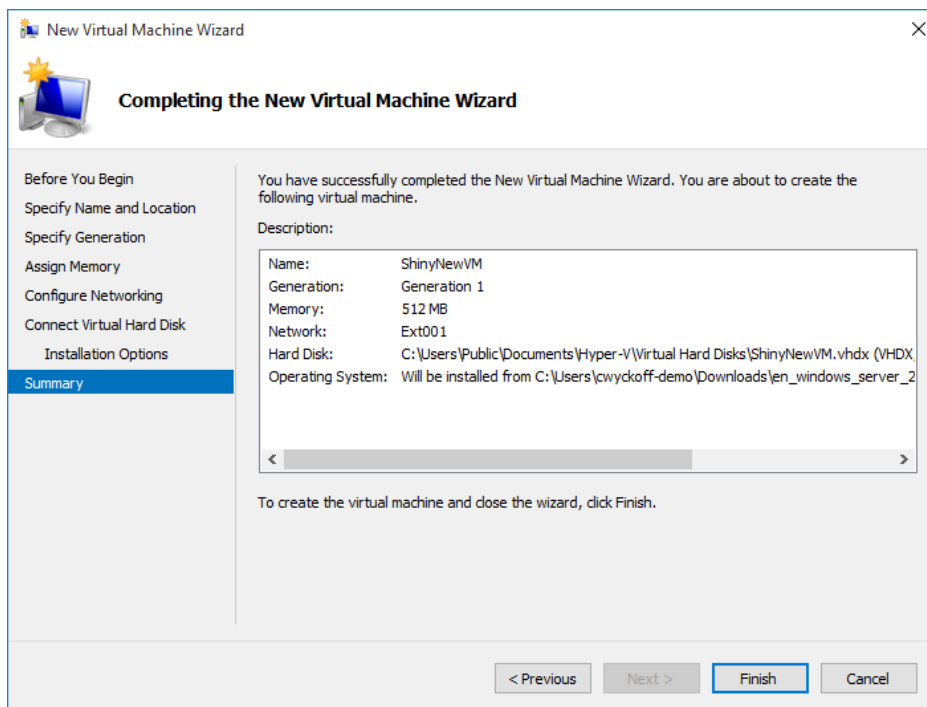 New Virtual Machine Wizard
Completing the New Virtual Machine Wizard
Before You Begin
Specify Name and Location
Specify Generation
Assign Memory
Configure Networking
Connect Virtual Hard Disk
Installation Options
Summary
You have successfully completed the New Virtual Machine Wizard. You are about to create the
following virtual machine.
Description:
Name: ShinyNewVM
Generation: Generation 1
Memory: 512 MB
Network: Ext001
Hard Disk: C:\Users\Public\Documents\Hyper-V\Virtual Hard Disks\ShinyNewVM.vhdx (VHDX,
Operating System: Will be installed from C:\Users\cwyckoff-demo\Downloads\en_windows_server_2
To create the virtual machine and close the wizard, click Finish.
< Previous Next > Finish Cancel